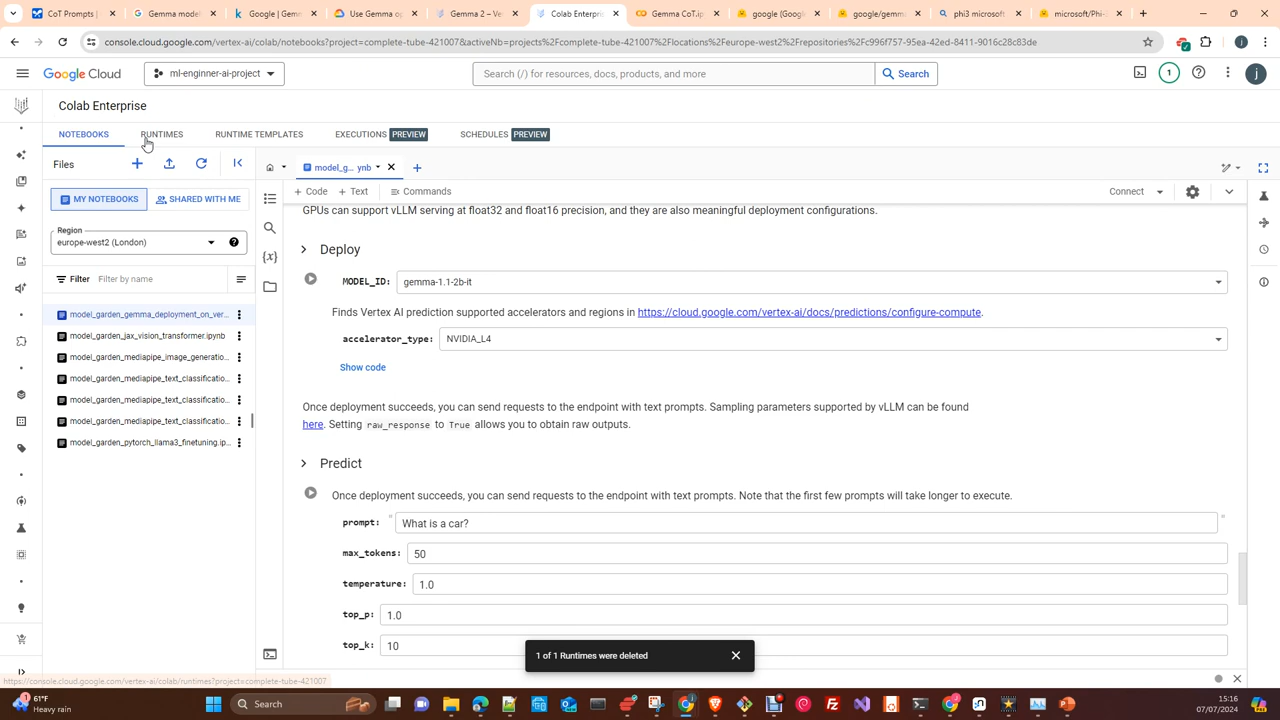 CoT Prompts
Gemma model
Google | Gemm
Use Gemma op
Gemma 2 –
Colab Enterpris
Gemma CoT.ip
google (Googl
google/gemm
phi3 microsoft
microsoft/Phi-
console.cloud.google.com/vertex-ai/colab/notebooks?project=complete-tube-421007&activeNb=projects%2Fcomplete-tube-421007%2Flocations%2Feurope-west2%2Frepositories%2Fc996f757-95ea-42ed-8411-9016c28c83de
Google Cloud
ml-enginner-ai-project
Search (/) for resources, docs, products, and more
Search
1
j
Colab Enterprise
NOTEBOOKS
RUNTIMES
RUNTIME TEMPLATES
EXECUTIONS PREVIEW
SCHEDULES PREVIEW
Files
model_g... ynb
MY NOTEBOOKS
SHARED WITH ME
+ Code + Text
Commands
Connect
Region
europe-west2 (London)
Filter Filter by name
model_garden_gemma_deployment_on_ver...
model_garden_jax_vision_transformer.ipynb
model_garden_mediapipe_image_generatio...
model_garden_mediapipe_text_classificatio...
model_garden_mediapipe_text_classificatio...
model_garden_mediapipe_text_classificatio...
model_garden_pytorch_llama3_finetuning.ip...
GPUs can support vLLM serving at float32 and float16 precision, and they are also meaningful deployment configurations.
Deploy
MODEL_ID: gemma-1.1-2b-it
Finds Vertex AI prediction supported accelerators and regions in https://cloud.google.com/vertex-ai/docs/predictions/configure-compute.
accelerator_type: NVIDIA_L4
Show code
Once deployment succeeds, you can send requests to the endpoint with text prompts. Sampling parameters supported by vLLM can be found
here. Setting raw_response to True allows you to obtain raw outputs.
Predict
Once deployment succeeds, you can send requests to the endpoint with text prompts. Note that the first few prompts will take longer to execute.
prompt: " What is a car? "
max_tokens: 50
temperature: 1.0
top_p: 1.0
top_k: 10
1 of 1 Runtimes were deleted
https://console.cloud.google.com/vertex-ai/colab/runtimes?project=complete-tube-421007
61°F
Heavy rain
Search
15:16
07/07/2024